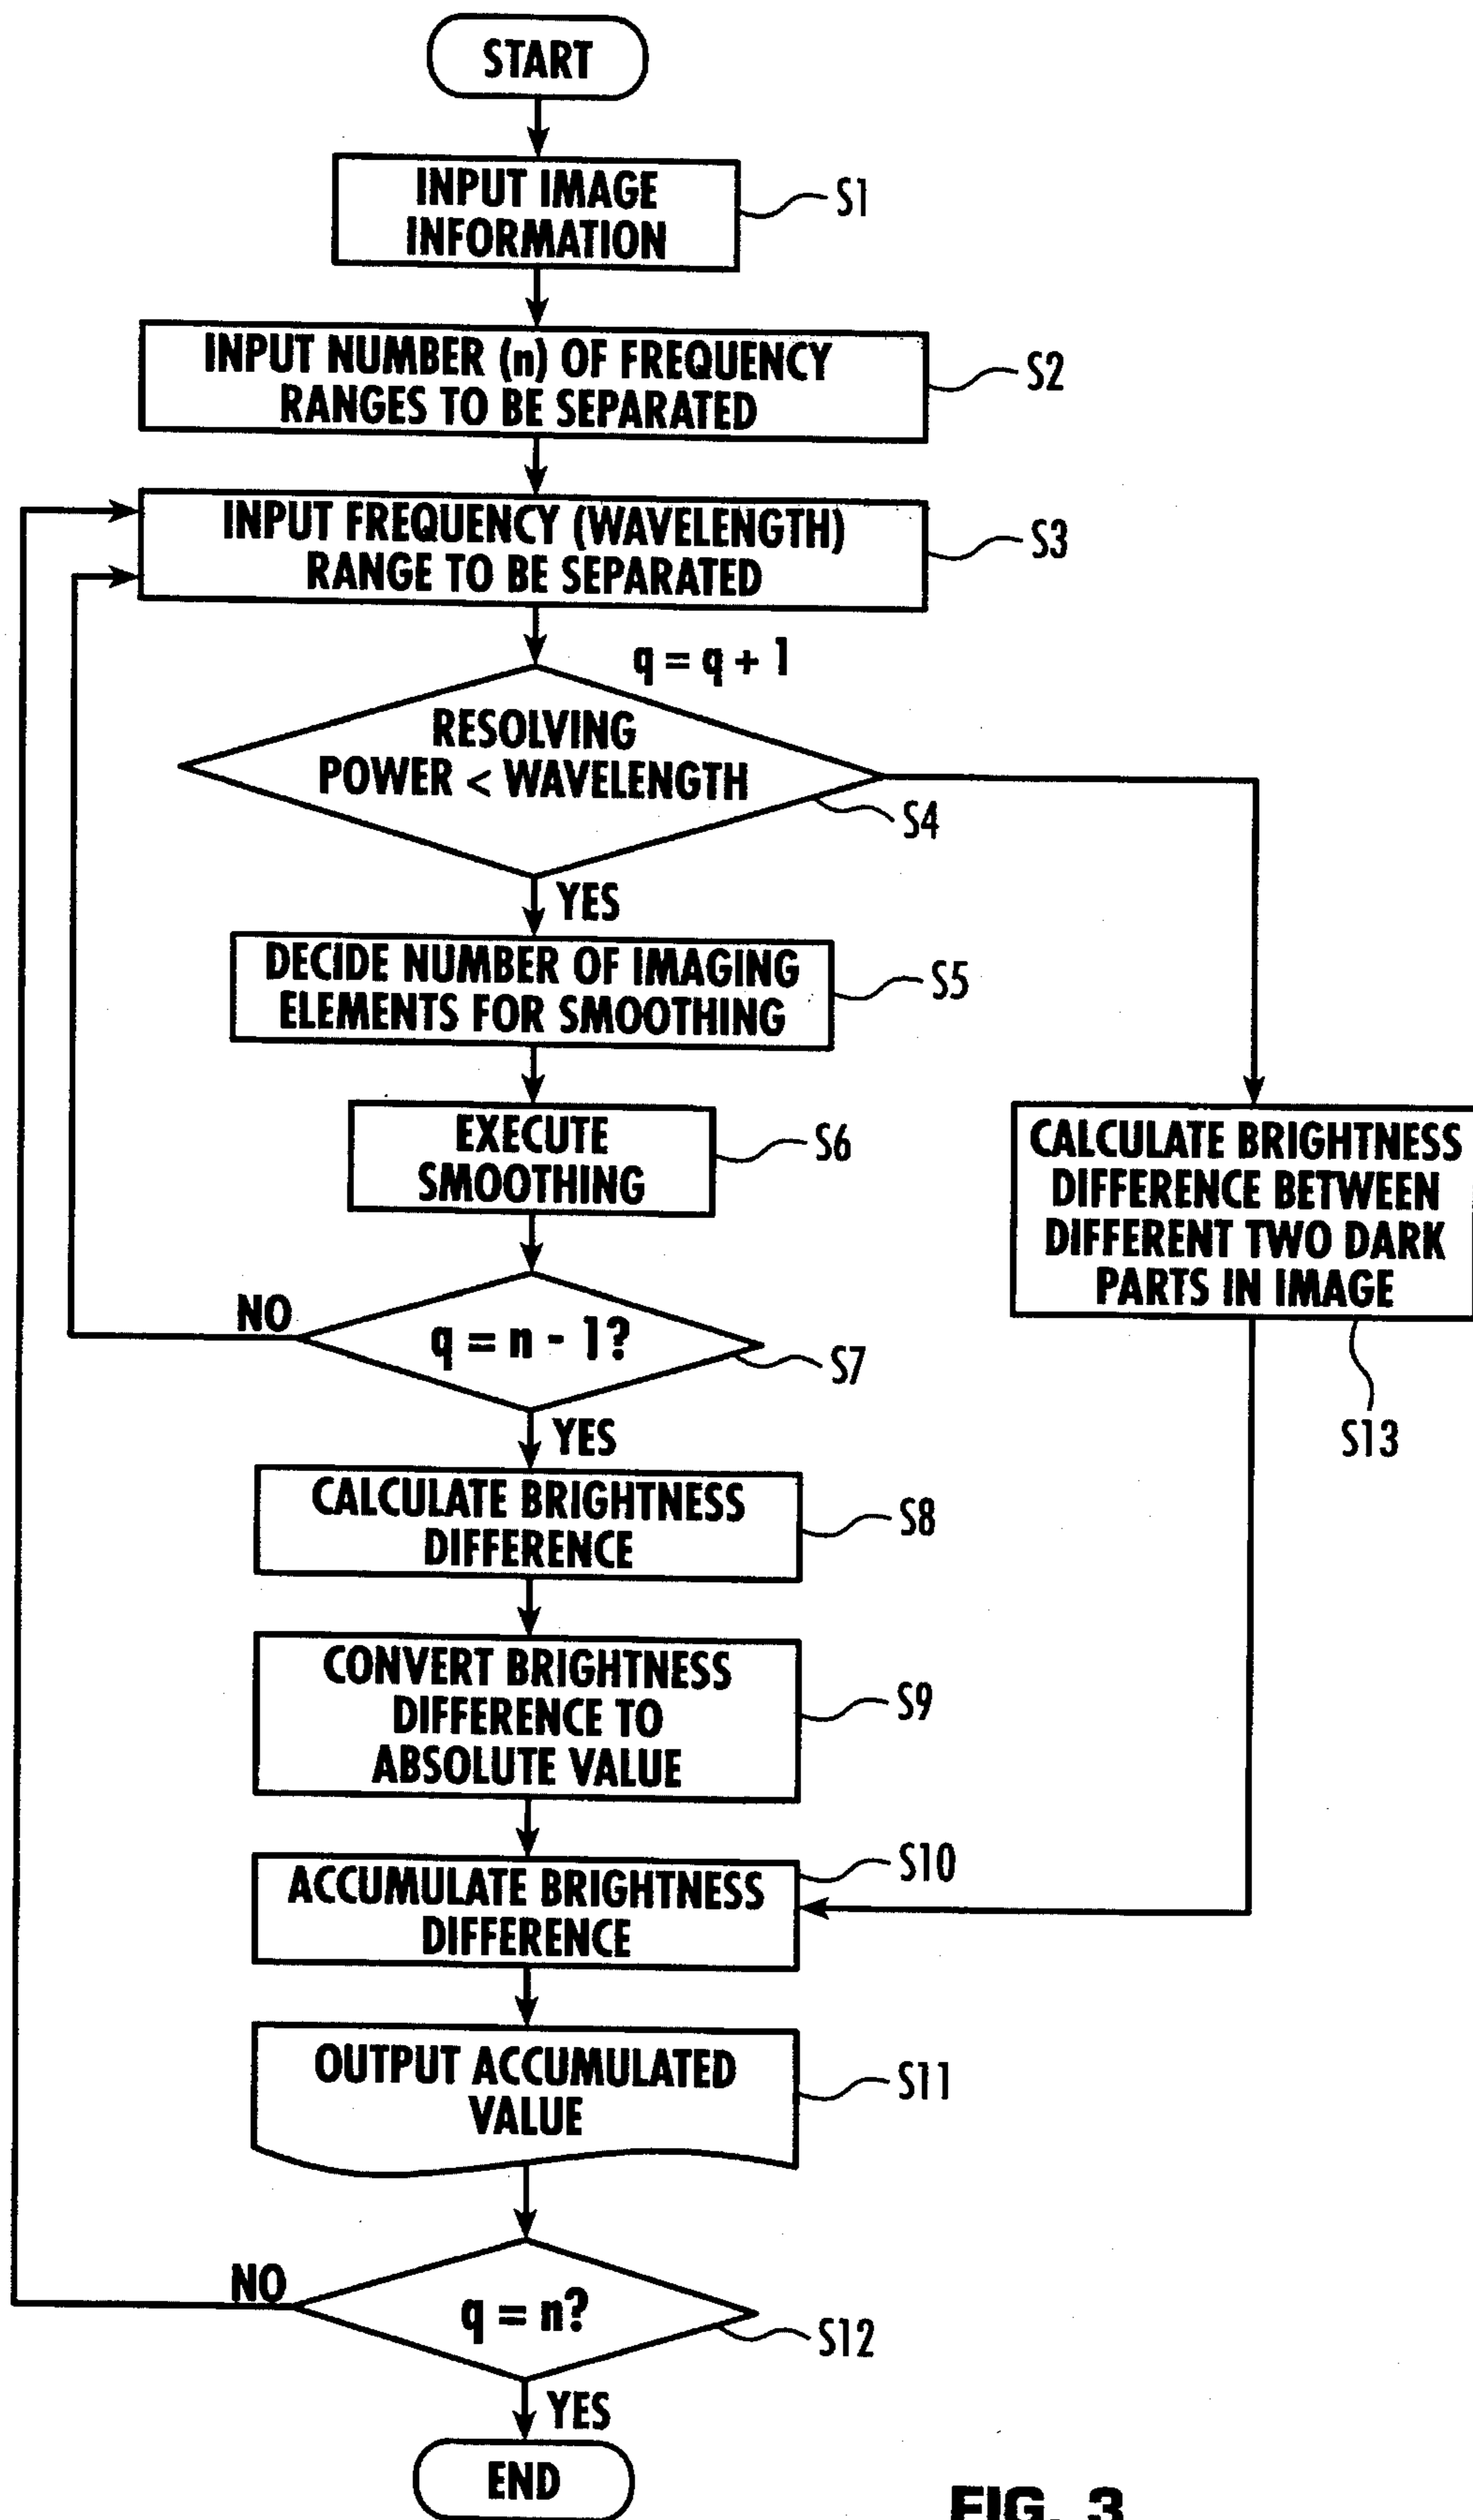 START
INPUT IMAGE
INFORMATION
S1
INPUT NUMBER (n) OF FREQUENCY
RANGES TO BE SEPARATED
S2
INPUT FREQUENCY (WAVELENGTH)
RANGE TO BE SEPARATED
S3
q = q + 1
RESOLVING
POWER < WAVELENGTH
S4
YES
DECIDE NUMBER OF IMAGING
ELEMENTS FOR SMOOTHING
S5
EXECUTE
SMOOTHING
S6
CALCULATE BRIGHTNESS
DIFFERENCE BETWEEN
DIFFERENT TWO DARK
PARTS IN IMAGE
S13
NO
q = n - 1?
S7
YES
CALCULATE BRIGHTNESS
DIFFERENCE
S8
CONVERT BRIGHTNESS
DIFFERENCE TO
ABSOLUTE VALUE
S9
ACCUMULATE BRIGHTNESS
DIFFERENCE
S10
OUTPUT ACCUMULATED
VALUE
S11
NO
q = n?
S12
YES
END
FIG. 3